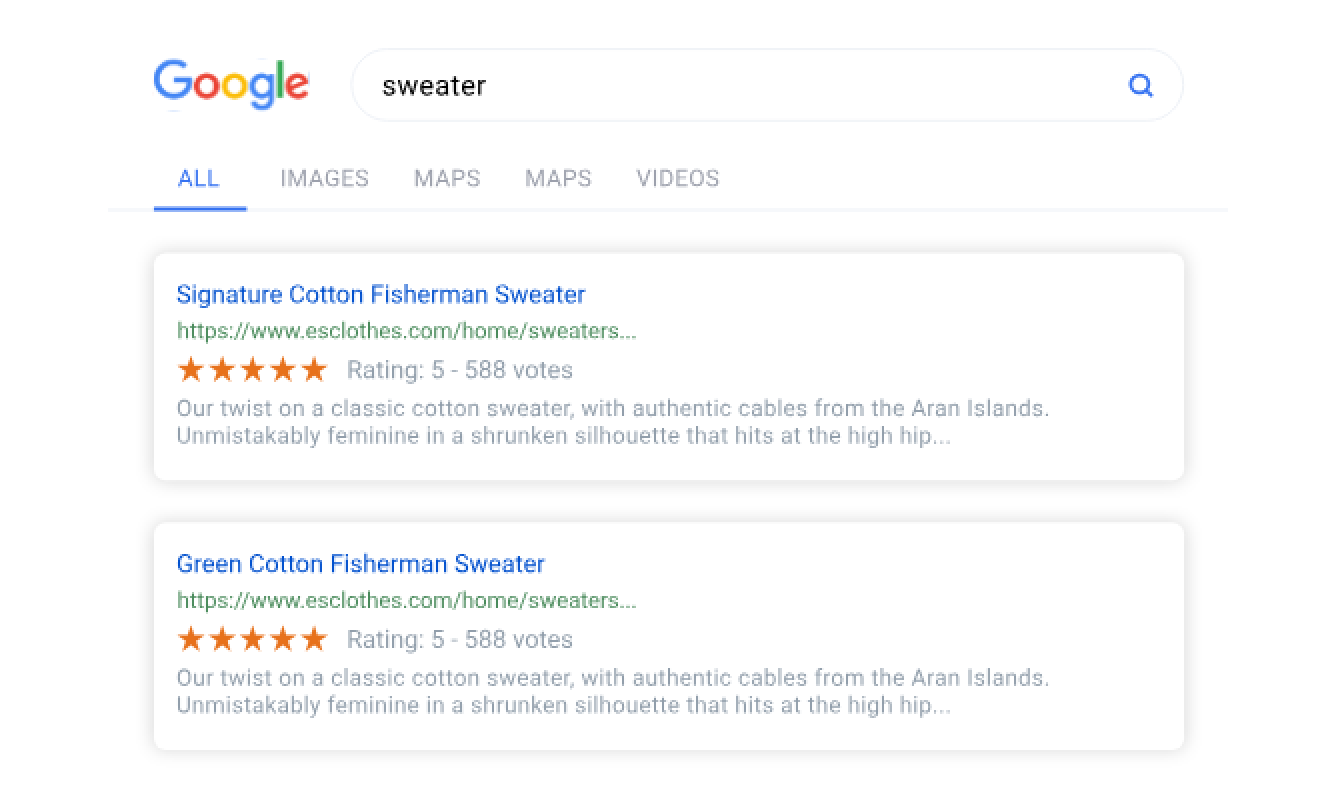 Google
sweater
ALL IMAGES MAPS MAPS VIDEOS
Signature Cotton Fisherman Sweater
https://www.esclothes.com/home/sweaters...
Rating: 5 - 588 votes
Our twist on a classic cotton sweater, with authentic cables from the Aran Islands.
Unmistakably feminine in a shrunken silhouette that hits at the high hip...
Green Cotton Fisherman Sweater
https://www.esclothes.com/home/sweaters...
Rating: 5 - 588 votes
Our twist on a classic cotton sweater, with authentic cables from the Aran Islands.
Unmistakably feminine in a shrunken silhouette that hits at the high hip...